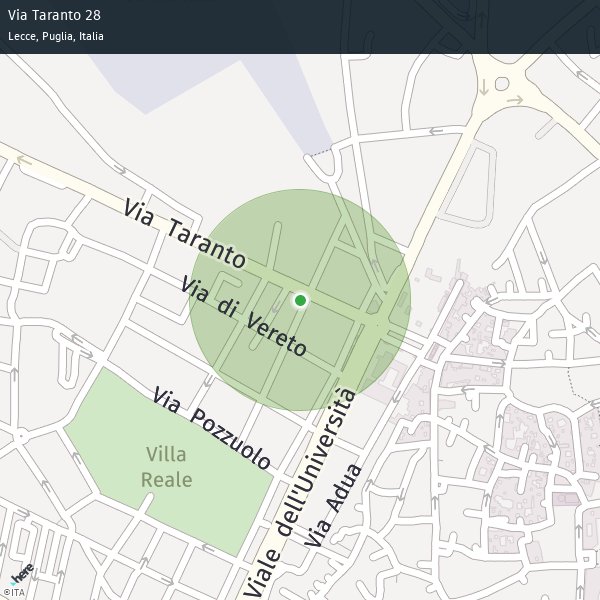 Via Taranto 28
Lecce, Puglia, Italia
Via Taranto
Via di Vereto
Via Pozzuolo
Villa
Reale
Viale dell'Università
Via Adua
here
©ITA